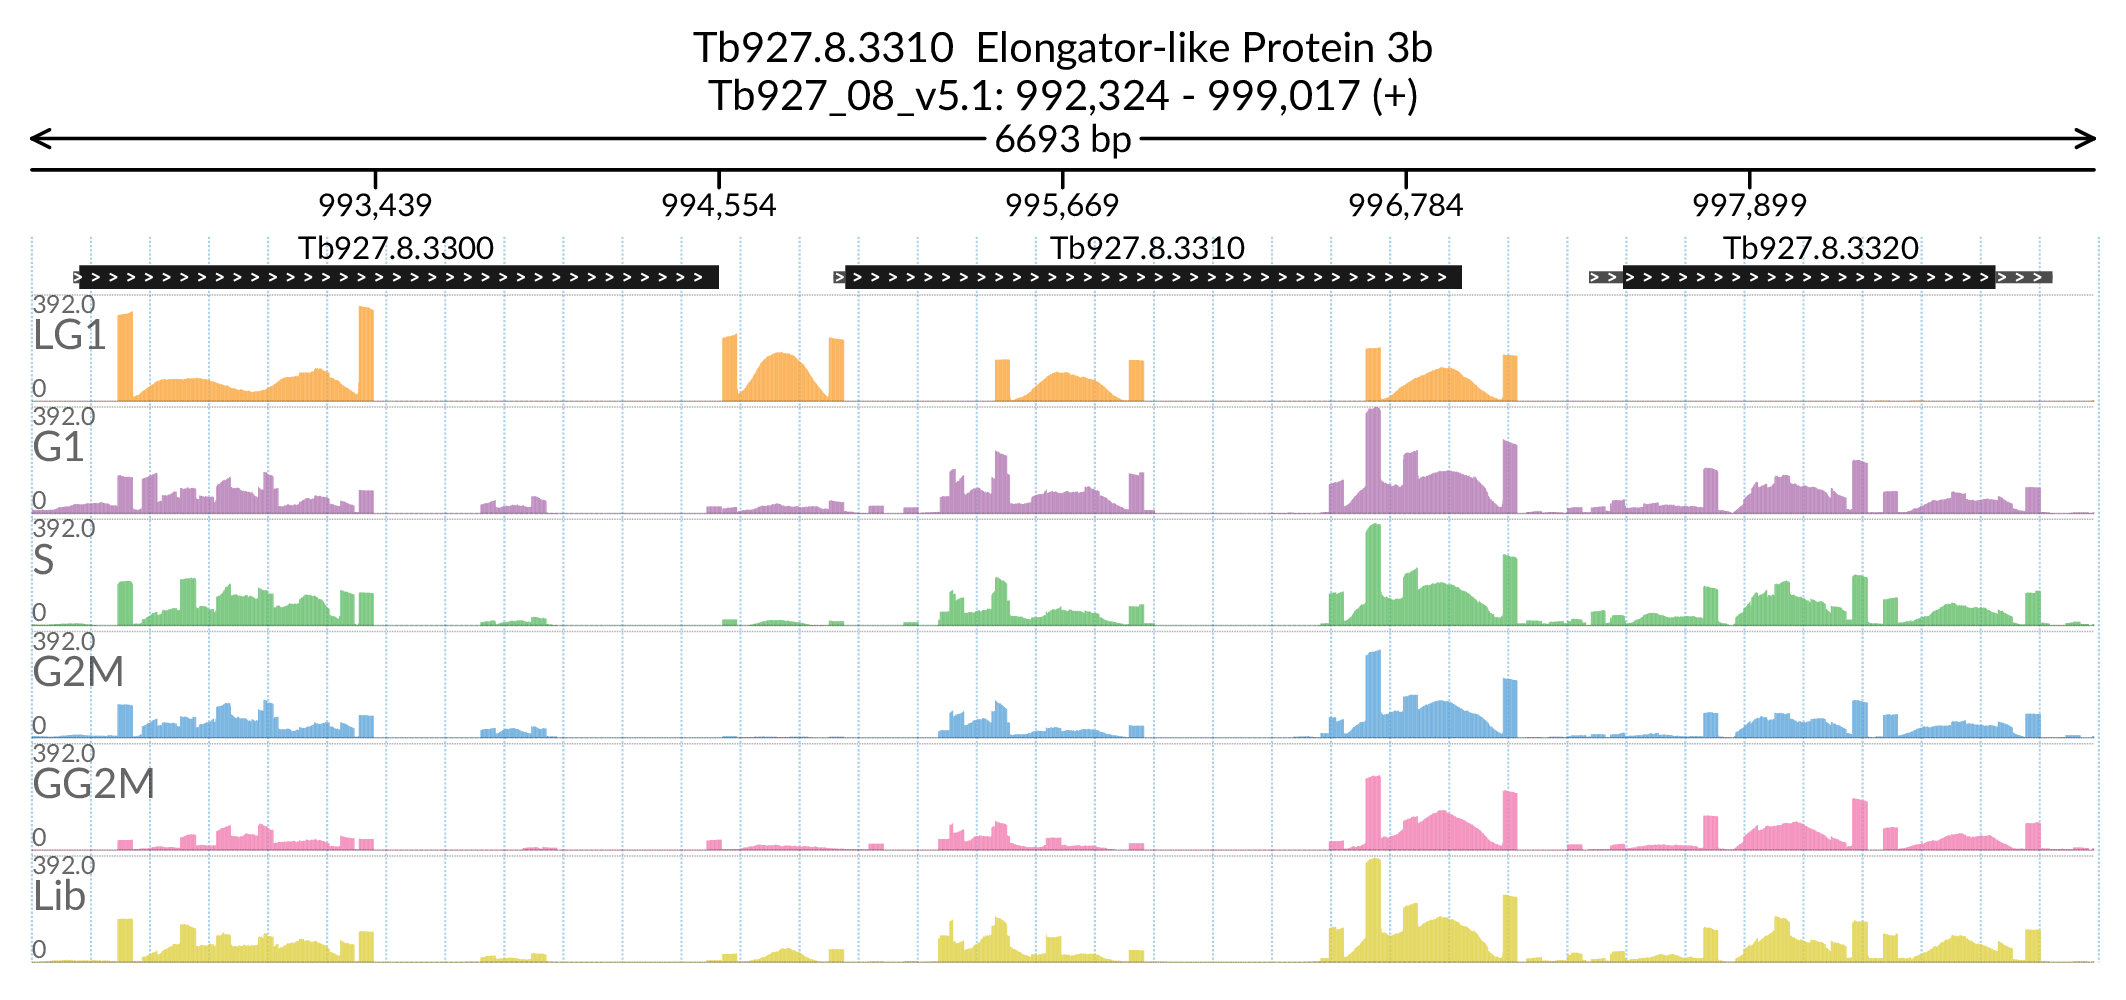 Tb927.8.3310 Elongator-like Protein 3b
Tb927_08_v5.1: 992,324 - 999,017 (+)
6693 bp
993,439 994,554 995,669 996,784 997,899
Tb927.8.3300 Tb927.8.3310 Tb927.8.3320
392.0
LG1
0
392.0
G1
0
392.0
S
0
392.0
G2M
0
392.0
GG2M
0
392.0
Lib
0